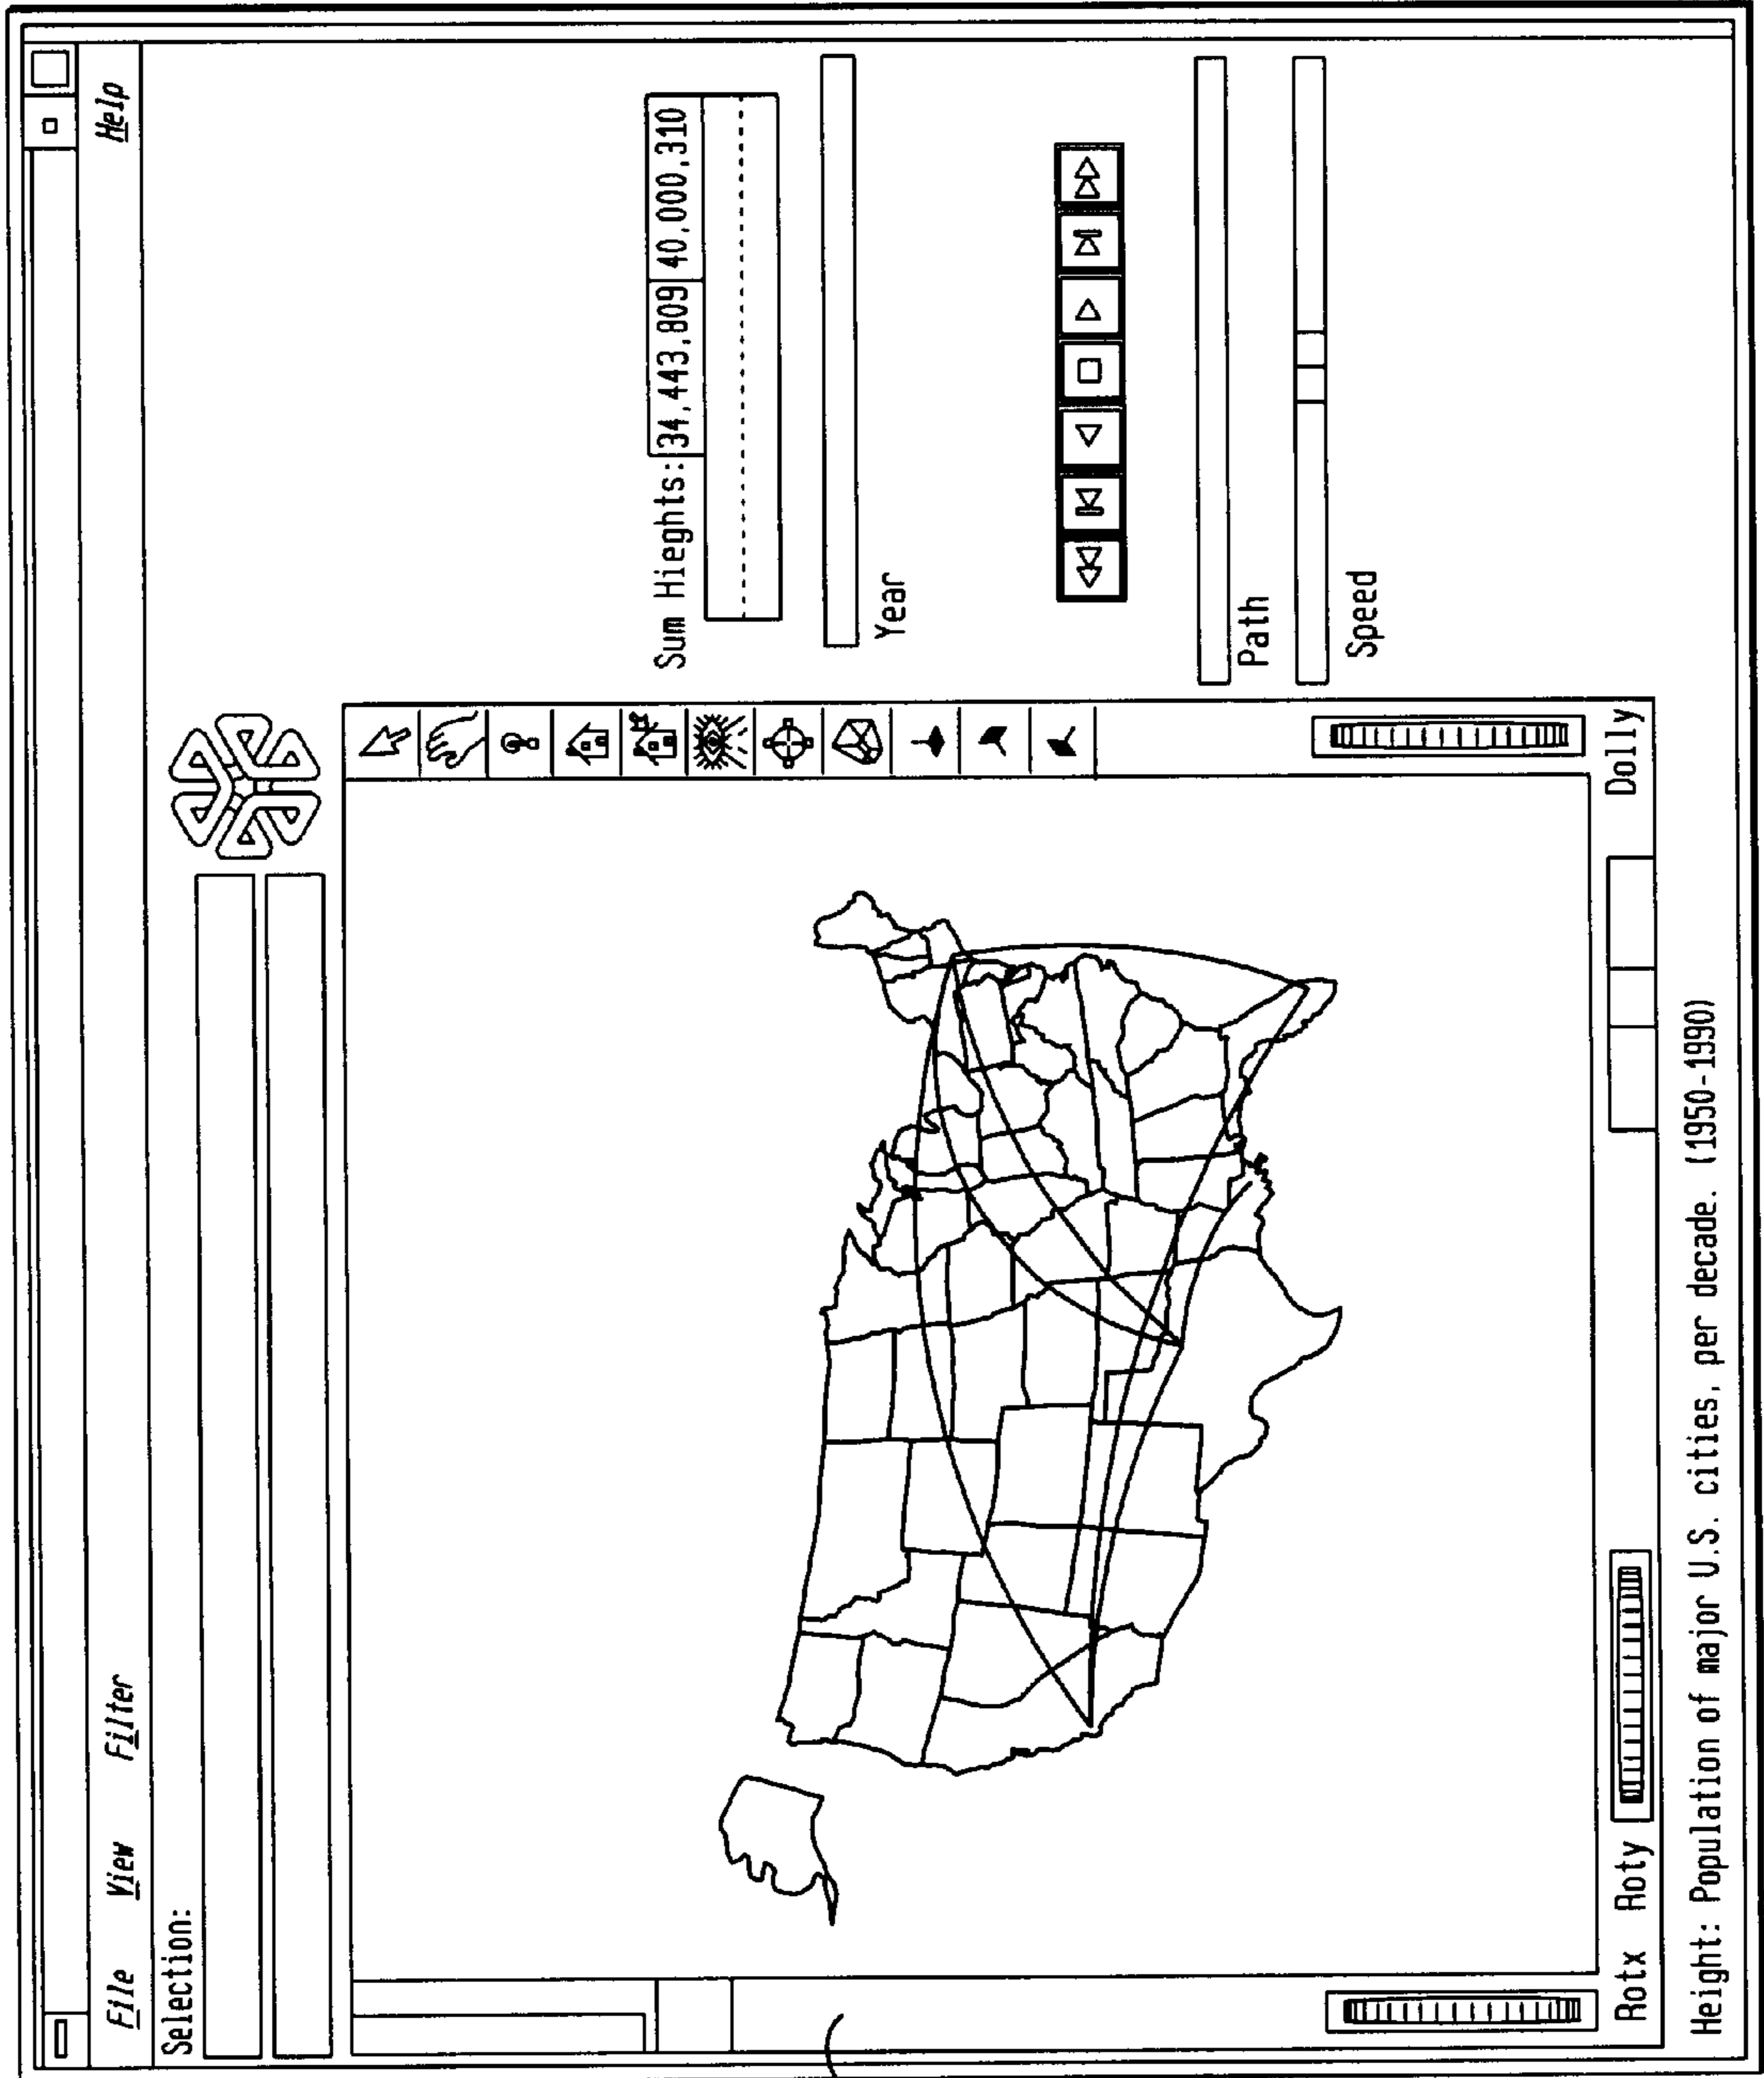 File View Filter Help
Selection:
Sum Hieghts: 34,443,809 40,000,310
Year
Path
Speed
Rotx Roty Dolly
Height: Population of major U.S. cities, per decade. (1950-1990)